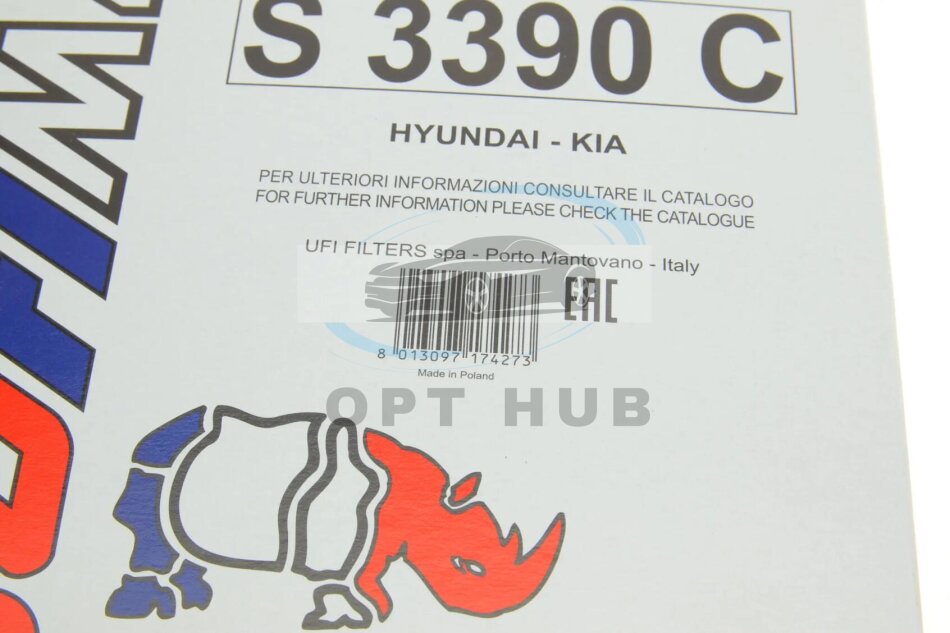 S 3390 C
HYUNDAI - KIA
PER ULTERIORI INFORMAZIONI CONSULTARE IL CATALOGO
FOR FURTHER INFORMATION PLEASE CHECK THE CATALOGUE
UFI FILTERS spa - Porto Mantovano - Italy
EAC
8 013097 174273
Made in Poland
OPT HUB